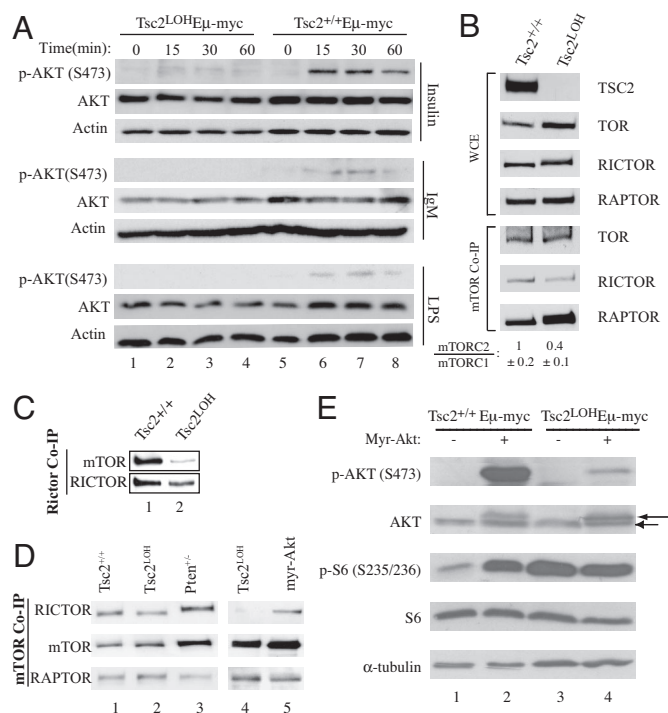 A
Tsc2LOHEμ-myc Tsc2+/+Eμ-myc
Time(min): 0 15 30 60 0 15 30 60
p-AKT (S473)
AKT
Actin
Insulin
p-AKT(S473)
AKT
Actin
IgM
p-AKT(S473)
AKT
Actin
LPS
1 2 3 4 5 6 7 8
B
Tsc2+/+ Tsc2LOH
WCE
TSC2
TOR
RICTOR
RAPTOR
mTOR Co-IP
TOR
RICTOR
RAPTOR
mTORC2 : 1 0.4
mTORC1 ± 0.2 ± 0.1
C
Tsc2+/+ Tsc2LOH
Rictor Co-IP
mTOR
RICTOR
1 2
D
Tsc2+/+ Tsc2LOH Pten+/- Tsc2LOH myr-Akt
mTOR Co-IP
RICTOR
mTOR
RAPTOR
1 2 3 4 5
E
Tsc2+/+ Eμ-myc Tsc2LOHEμ-myc
Myr-Akt: - + - +
p-AKT (S473)
AKT
p-S6 (S235/236)
S6
α-tubulin
1 2 3 4